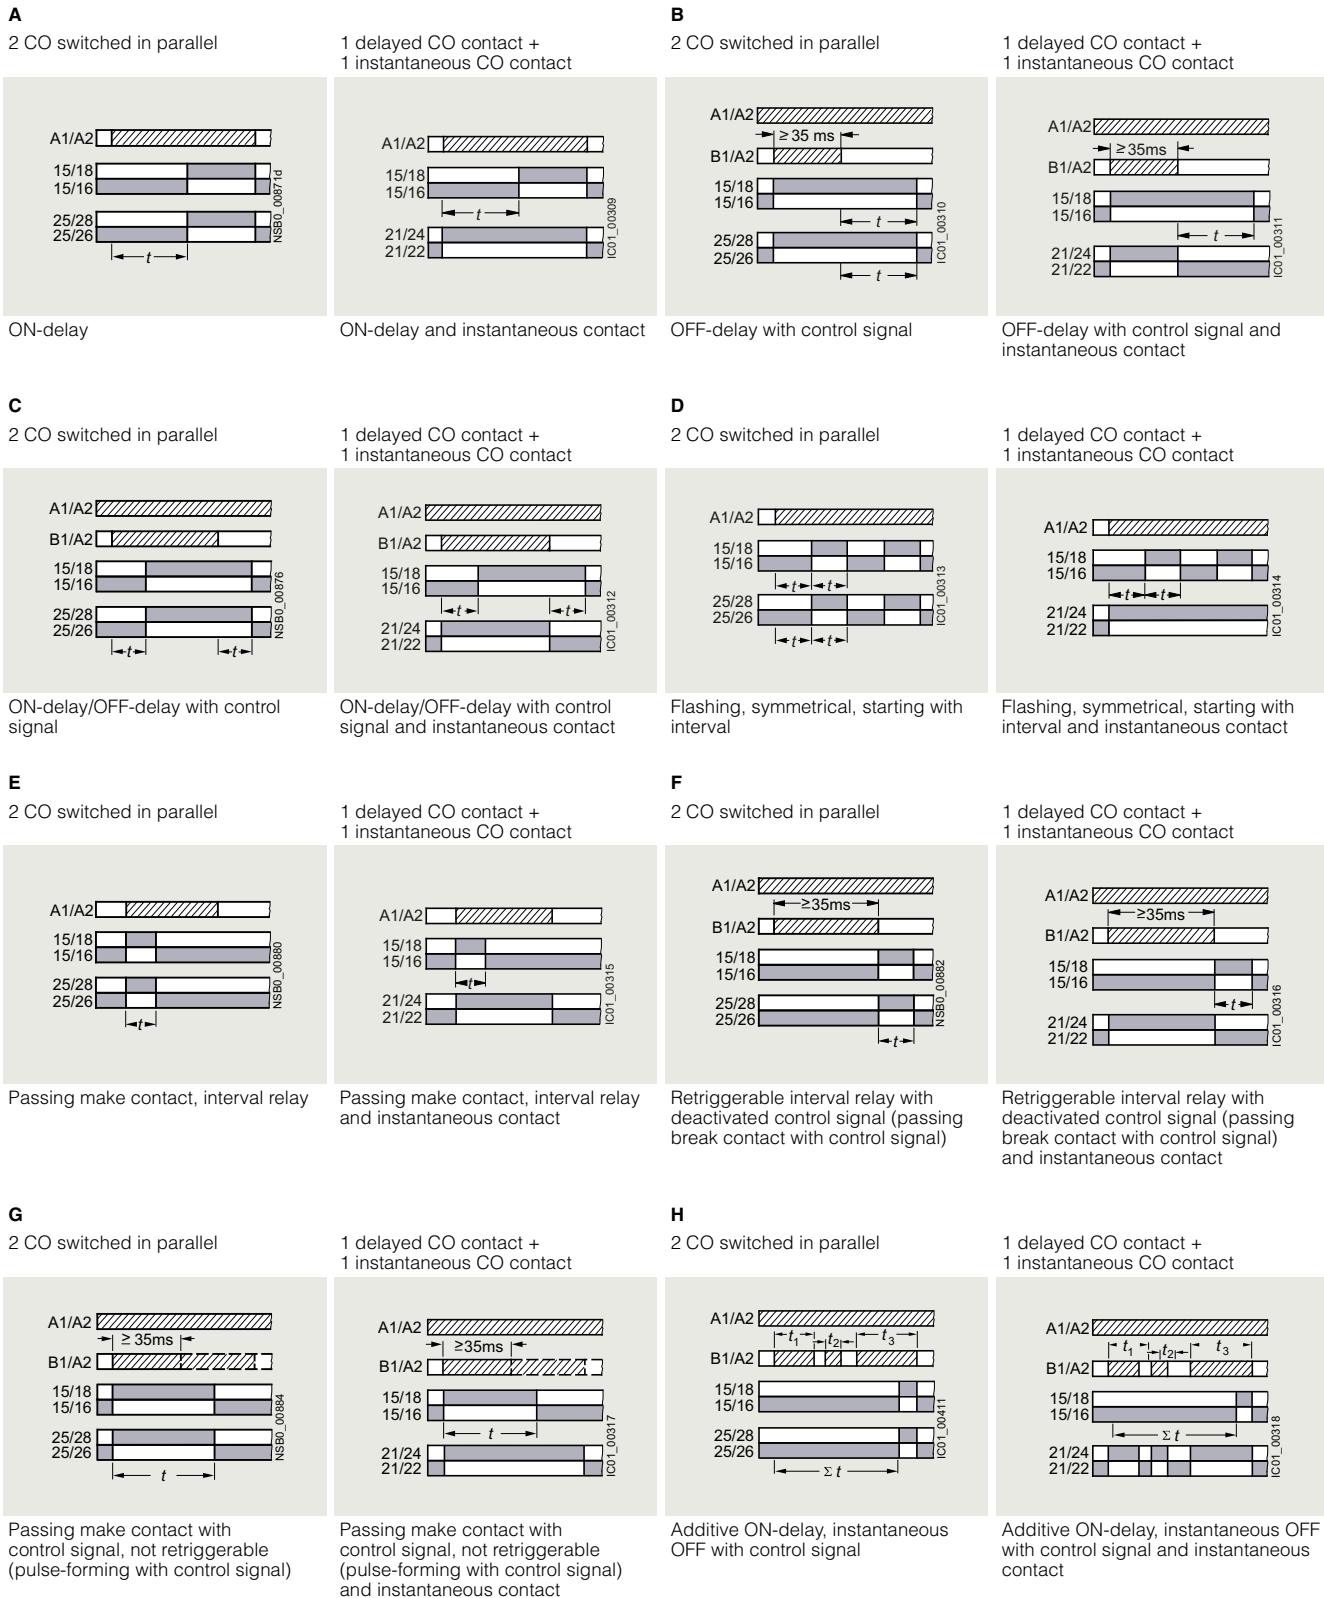 A
2 CO switched in parallel
1 delayed CO contact +
1 instantaneous CO contact
A1/A2
15/18
15/16
25/28
25/26
t
NSB0_00871d
ON-delay
A1/A2
15/18
15/16
t
21/24
21/22
IC01_00309
ON-delay and instantaneous contact
B
2 CO switched in parallel
1 delayed CO contact +
1 instantaneous CO contact
A1/A2
≥ 35 ms
B1/A2
15/18
15/16
t
25/28
25/26
t
IC01_00310
OFF-delay with control signal
A1/A2
≥35ms
B1/A2
15/18
15/16
t
21/24
21/22
IC01_00311
OFF-delay with control signal and
instantaneous contact
C
2 CO switched in parallel
1 delayed CO contact +
1 instantaneous CO contact
A1/A2
B1/A2
15/18
15/16
25/28
25/26
t t
NSB0_00876
ON-delay/OFF-delay with control
signal
A1/A2
B1/A2
15/18
15/16
t t
21/24
21/22
IC01_00312
ON-delay/OFF-delay with control
signal and instantaneous contact
D
2 CO switched in parallel
1 delayed CO contact +
1 instantaneous CO contact
A1/A2
15/18
15/16
t t
25/28
25/26
t t
IC01_00313
Flashing, symmetrical, starting with
interval
A1/A2
15/18
15/16
t t
21/24
21/22
IC01_00314
Flashing, symmetrical, starting with
interval and instantaneous contact
E
2 CO switched in parallel
1 delayed CO contact +
1 instantaneous CO contact
A1/A2
15/18
15/16
25/28
25/26
t
NSB0_00880
Passing make contact, interval relay
A1/A2
15/18
15/16
t
21/24
21/22
IC01_00315
Passing make contact, interval relay
and instantaneous contact
F
2 CO switched in parallel
1 delayed CO contact +
1 instantaneous CO contact
A1/A2
≥35ms
B1/A2
15/18
15/16
25/28
25/26
t
NSB0_00882
Retriggerable interval relay with
deactivated control signal (passing
break contact with control signal)
A1/A2
≥35ms
B1/A2
15/18
15/16
t
21/24
21/22
IC01_00316
Retriggerable interval relay with
deactivated control signal (passing
break contact with control signal)
and instantaneous contact
G
2 CO switched in parallel
1 delayed CO contact +
1 instantaneous CO contact
A1/A2
≥ 35ms
B1/A2
15/18
15/16
25/28
25/26
t
NSB0_00884
Passing make contact with
control signal, not retriggerable
(pulse-forming with control signal)
A1/A2
≥35ms
B1/A2
15/18
15/16
t
21/24
21/22
IC01_00317
Passing make contact with
control signal, not retriggerable
(pulse-forming with control signal)
and instantaneous contact
H
2 CO switched in parallel
1 delayed CO contact +
1 instantaneous CO contact
A1/A2
t1 t2 t3
B1/A2
15/18
15/16
25/28
25/26
Σ t
IC01_00411
Additive ON-delay, instantaneous
OFF with control signal
A1/A2
t1 t2 t3
B1/A2
15/18
15/16
Σ t
21/24
21/22
IC01_00318
Additive ON-delay, instantaneous OFF
with control signal and instantaneous
contact